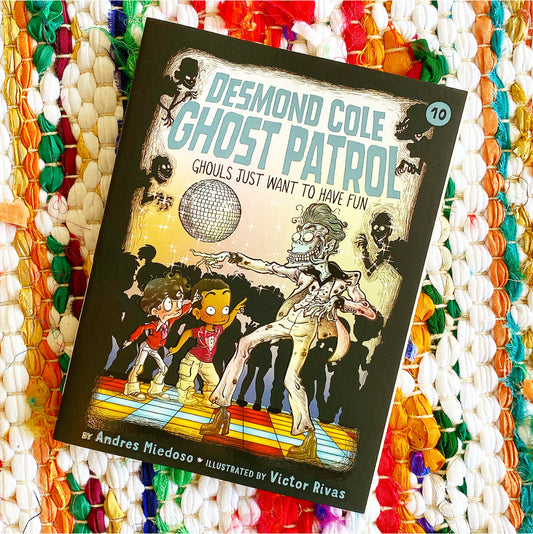 DESMOND COLE
GHOST PATROL
10
GHOULS JUST WANT TO HAVE FUN
BY Andres Miedoso • ILLUSTRATED BY Victor Rivas